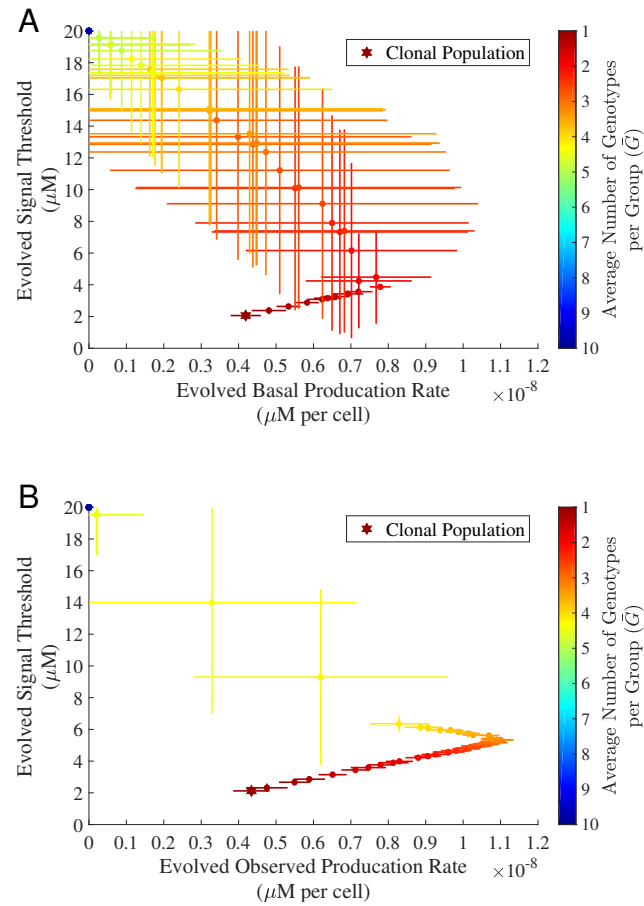 A
Clonal Population
20
18
16
14
12
10
8
6
4
2
0
Evolved Signal Threshold
(μM)
0 0.1 0.2 0.3 0.4 0.5 0.6 0.7 0.8 0.9 1 1.1 1.2
×10⁻⁸
Evolved Basal Producation Rate
(μM per cell)
1
2
3
4
5
6
7
8
9
10
Average Number of Genotypes
per Group (Ḡ)
B
Clonal Population
20
18
16
14
12
10
8
6
4
2
0
Evolved Signal Threshold
(μM)
0 0.1 0.2 0.3 0.4 0.5 0.6 0.7 0.8 0.9 1 1.1 1.2
×10⁻⁸
Evolved Observed Producation Rate
(μM per cell)
1
2
3
4
5
6
7
8
9
10
Average Number of Genotypes
per Group (Ḡ)